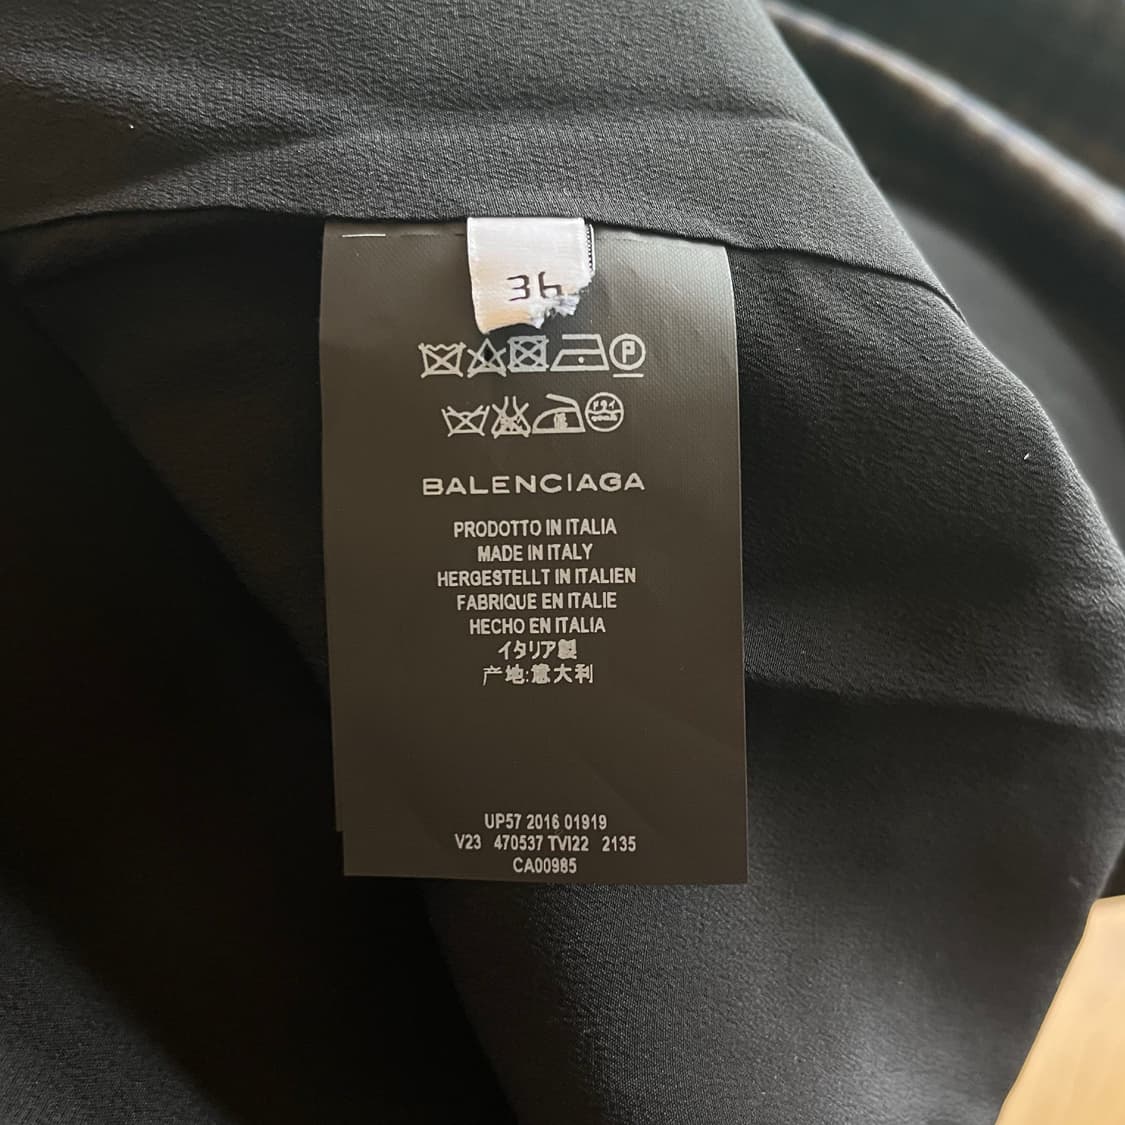 36
P
BALENCIAGA
PRODOTTO IN ITALIA
MADE IN ITALY
HERGESTELLT IN ITALIEN
FABRIQUE EN ITALIE
HECHO EN ITALIA
イタリア製
产地:意大利
UP57 2016 01919
V23 470537 TVI22 2135
CA00985